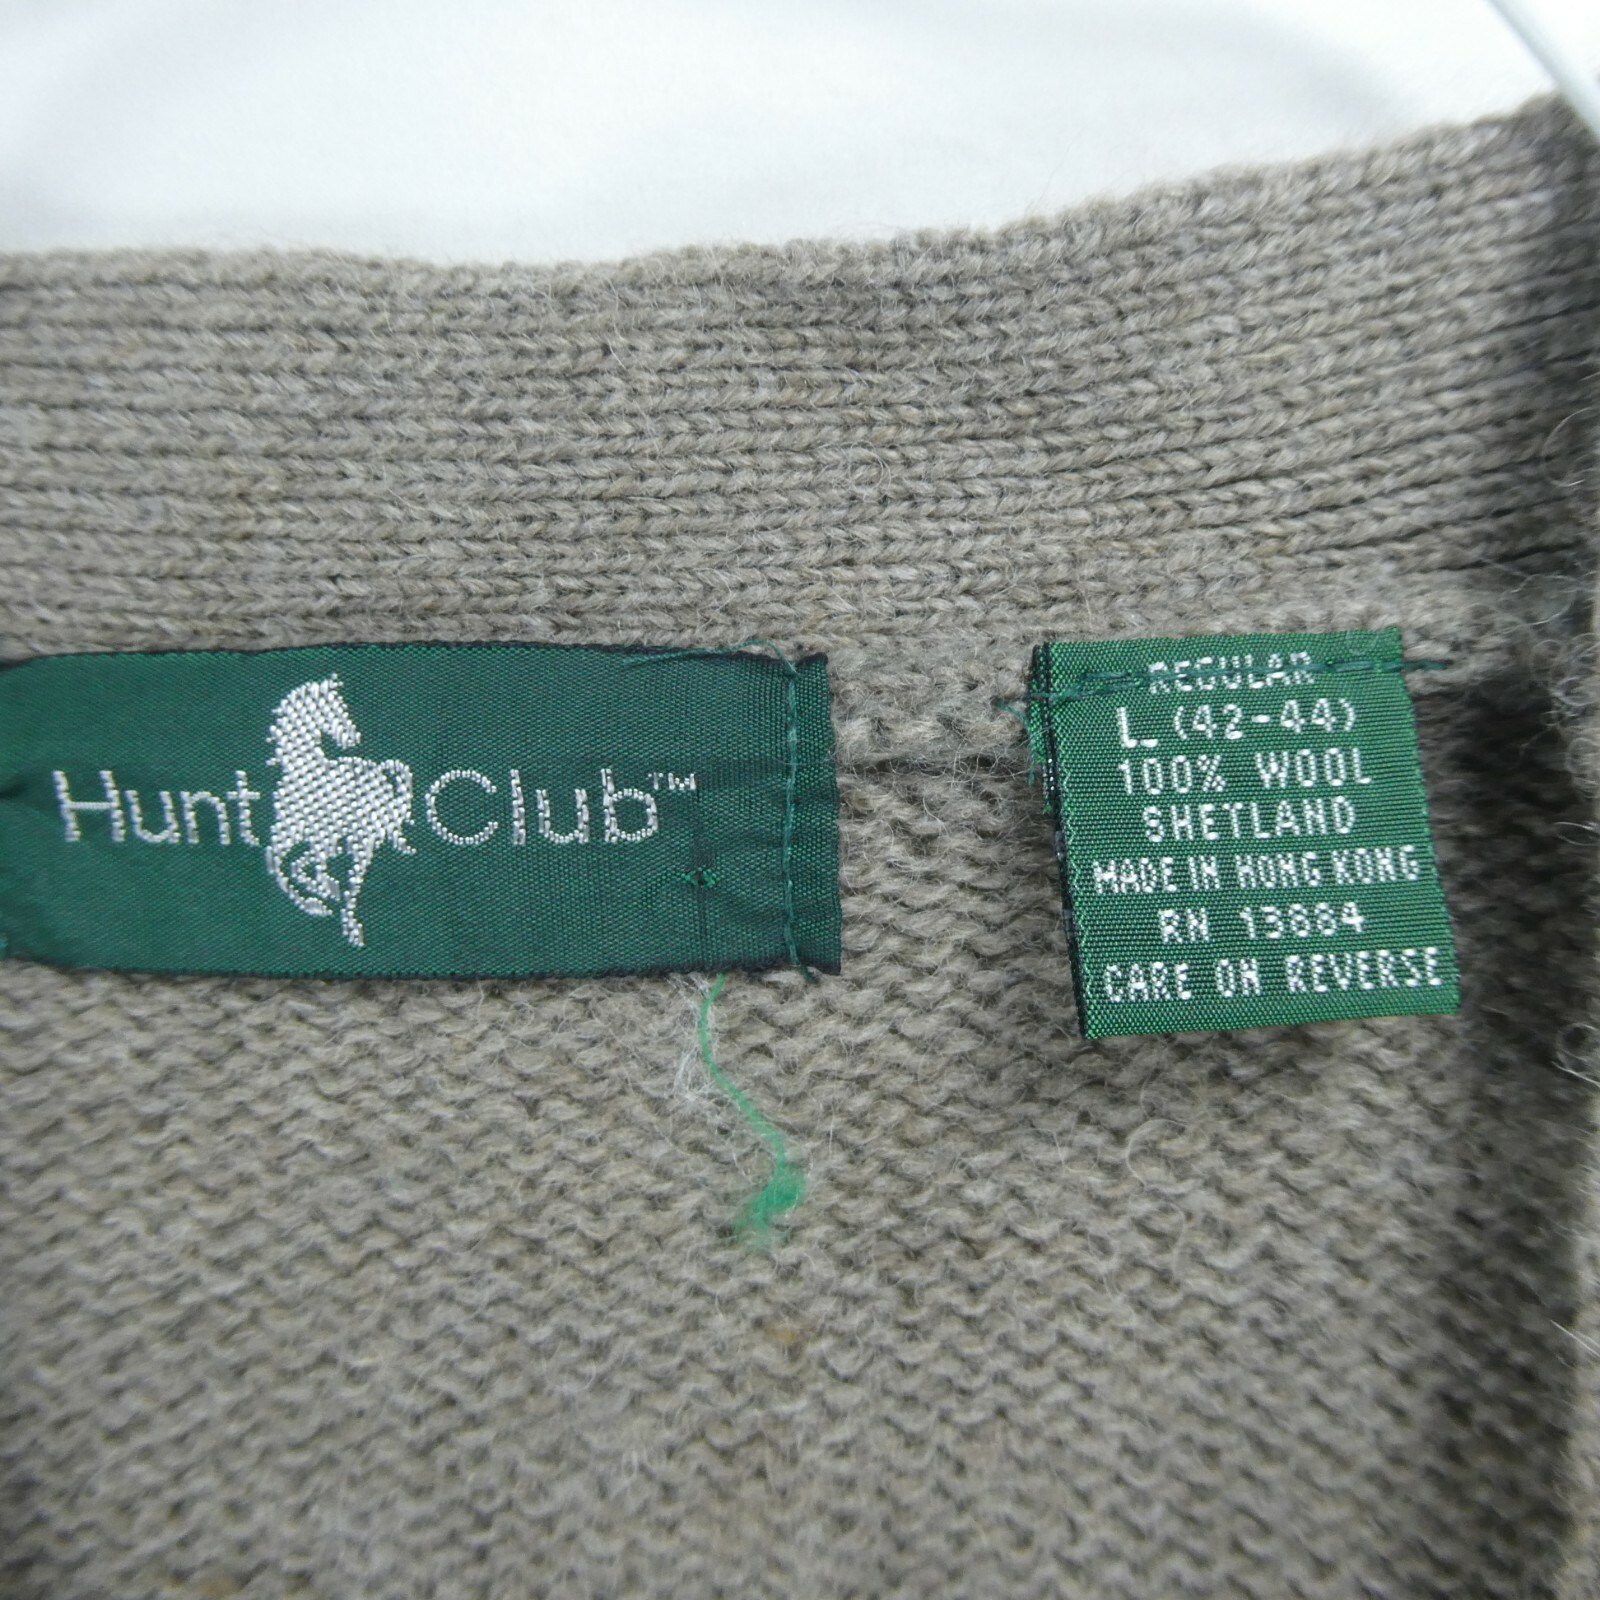 Hunt Club™
REGULAR
L (42-44)
100% WOOL
SHETLAND
MADE IN HONG KONG
RN 13884
CARE ON REVERSE